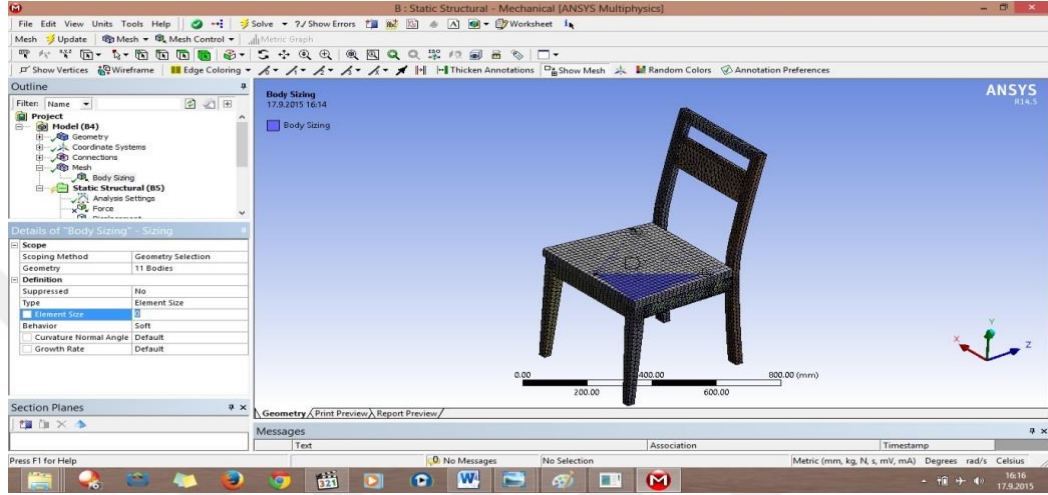 B : Static Structural - Mechanical [ANSYS Multiphysics]
File Edit View Units Tools Help Solve ?/ Show Errors Worksheet
Mesh Update Mesh Mesh Control Metric Graph
Show Vertices Wireframe Edge Coloring Thicken Annotations Show Mesh Random Colors Annotation Preferences
Outline
Filter: Name
Project
Model (B4)
Geometry
Coordinate Systems
Connections
Mesh
Body Sizing
Static Structural (B5)
Analysis Settings
Force
Details of "Body Sizing" - Sizing
Scope
Scoping Method Geometry Selection
Geometry 11 Bodies
Definition
Suppressed No
Type Element Size
Element Size
Behavior Soft
Curvature Normal Angle Default
Growth Rate Default
Section Planes
Body Sizing
17.9.2015 16:14
Body Sizing
ANSYS
R14.5
Y
X
Z
0.00 400.00 800.00 (mm)
200.00 600.00
Geometry Print Preview Report Preview
Messages
Text Association Timestamp
Press F1 for Help No Messages No Selection Metric (mm, kg, N, s, mV, mA) Degrees rad/s Celsius
321
16:16
17.9.2015